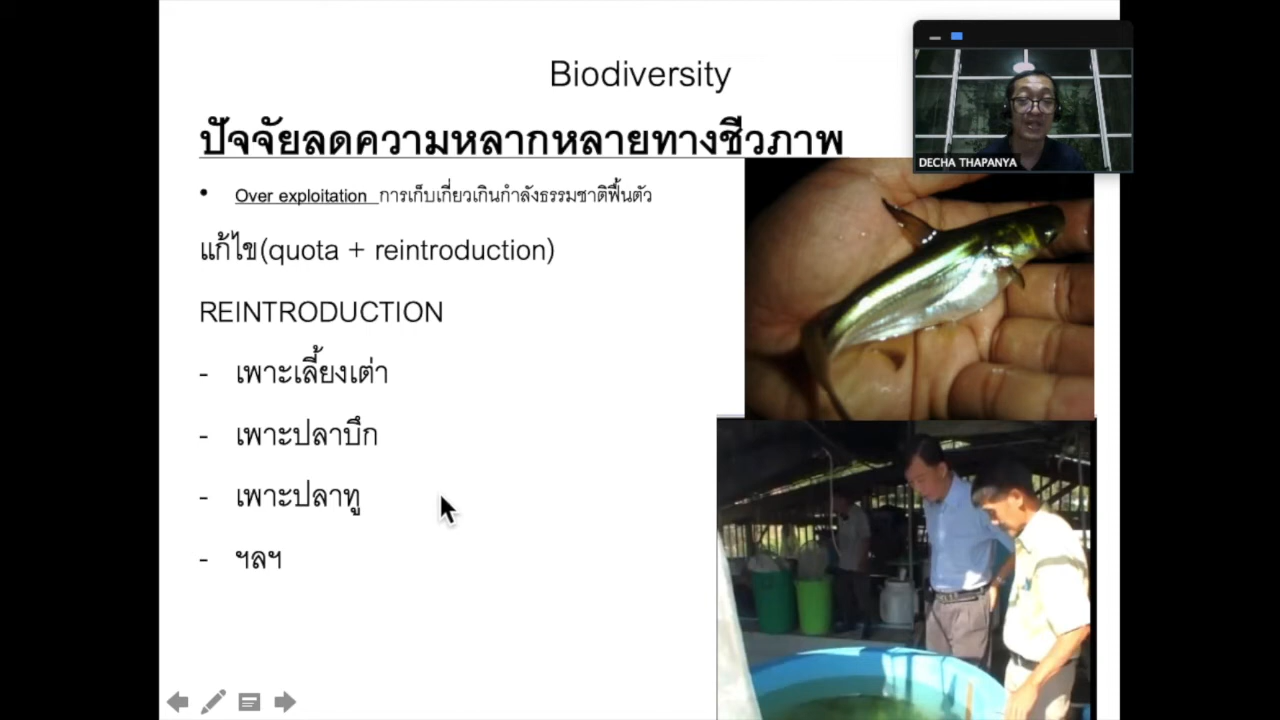 Biodiversity
ปัจจัยลดความหลากหลายทางชีวภาพ
• Over exploitation การเก็บเกี่ยวเกินกำลังธรรมชาติฟื้นตัว
แก้ไข(quota + reintroduction)
REINTRODUCTION
- เพาะเลี้ยงเต่า
- เพาะปลาบึก
- เพาะปลาทู
- ฯลฯ
DECHA THAPANYA